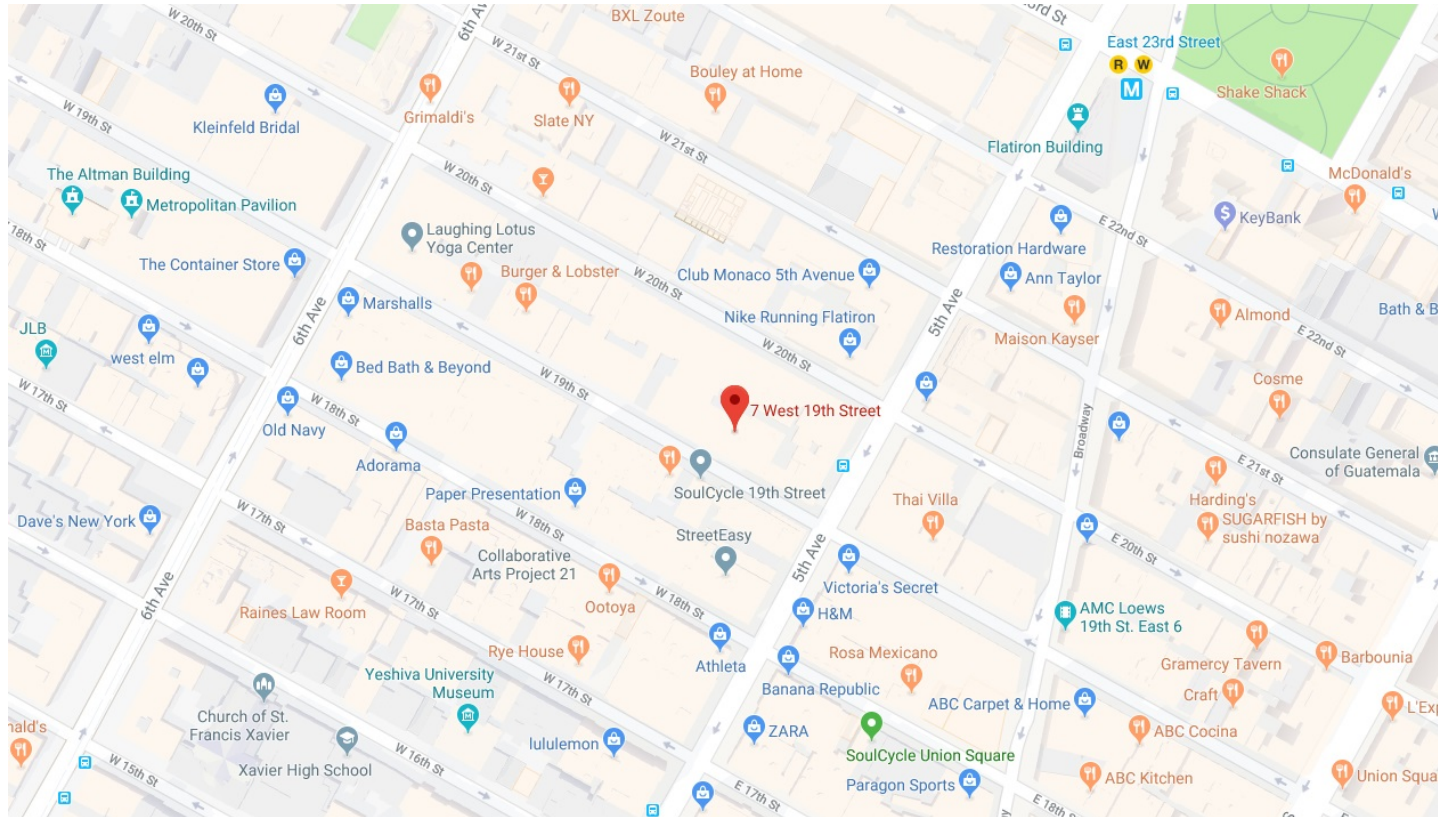 W 20th St
6th Av
BXL Zoute
3rd St
East 23rd Street
R W
M
W 21st St
Bouley at Home
Shake Shack
Kleinfeld Bridal
Grimaldi's
Slate NY
W 19th St
W 21st St
Flatiron Building
W 20th St
McDonald's
The Altman Building
Metropolitan Pavilion
KeyBank
E 22nd St
18th St
Laughing Lotus
Yoga Center
Restoration Hardware
The Container Store
Burger & Lobster
Club Monaco 5th Avenue
Ann Taylor
W 20th St
Marshalls
6th Ave
5th Ave
Nike Running Flatiron
Almond
Bath & B
JLB
west elm
Maison Kayser
E 22nd St
W 20th St
Bed Bath & Beyond
W 19th St
Cosme
W 17th St
W 18th St
7 West 19th Street
Old Navy
Broadway
Adorama
Consulate General
of Guatemala
E 21st St
Paper Presentation
SoulCycle 19th Street
Thai Villa
Harding's
SUGARFISH by
sushi nozawa
Dave's New York
W 17th St
Basta Pasta
W 18th St
StreetEasy
Collaborative
Arts Project 21
5th Ave
E 20th St
6th Ave
Victoria's Secret
Raines Law Room
W 17th St
Ootoya
W 18th St
H&M
AMC Loews
19th St. East 6
Rye House
Athleta
Rosa Mexicano
Gramercy Tavern
Barbounia
Yeshiva University
Museum
W 17th St
Banana Republic
Craft
ABC Carpet & Home
L'Exp
Church of St.
Francis Xavier
nald's
lululemon
ZARA
ABC Cocina
SoulCycle Union Square
W 15th St
Xavier High School
W 16th St
ABC Kitchen
Union Squa
Paragon Sports
E 17th St
E 18th St